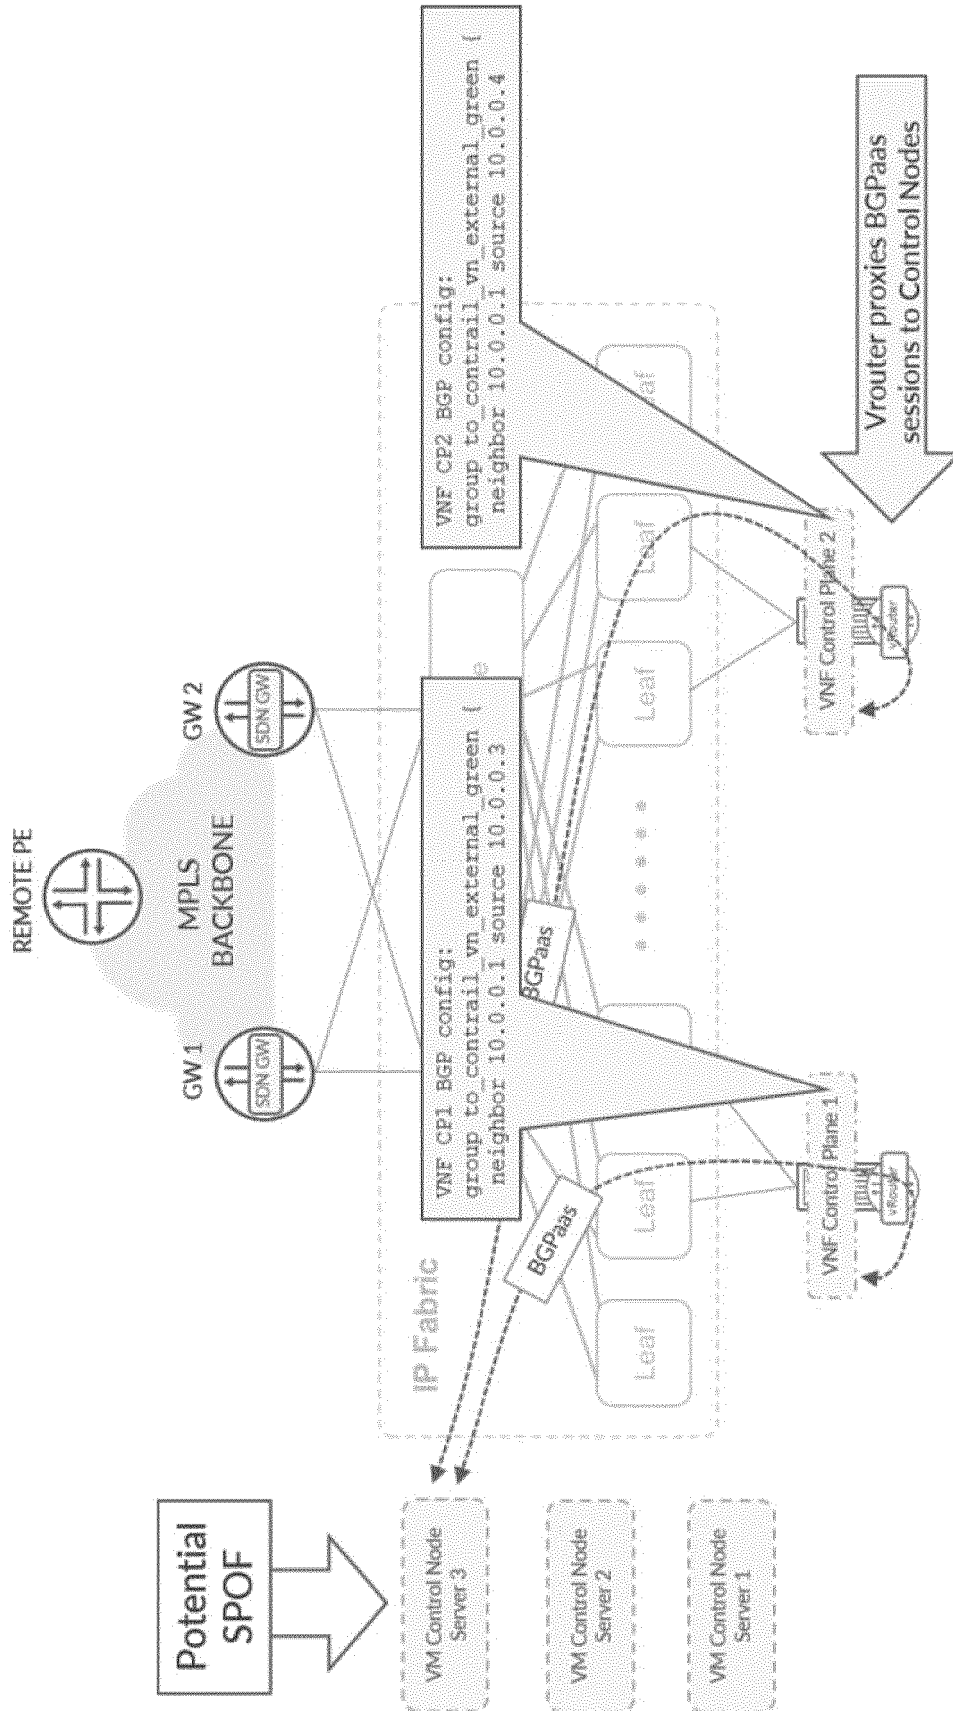 Potential
SPOF
REMOTE PE
MPLS
BACKBONE
GW 1
SDN GW
GW 2
SDN GW
VM Control Node
Server 3
VM Control Node
Server 2
VM Control Node
Server 1
IP Fabric
VNF CP1 BGP config:
group to_contrail_vn_external_green {
neighbor 10.0.0.1 source 10.0.0.3
VNF CP2 BGP config:
group to_contrail_vn_external_green {
neighbor 10.0.0.1 source 10.0.0.4
BGPaas
BGPaas
Leaf
Leaf
Leaf
Leaf
VNF Control Plane 1
vRouter
VNF Control Plane 2
vRouter
Vrouter proxies BGPaas
sessions to Control Nodes